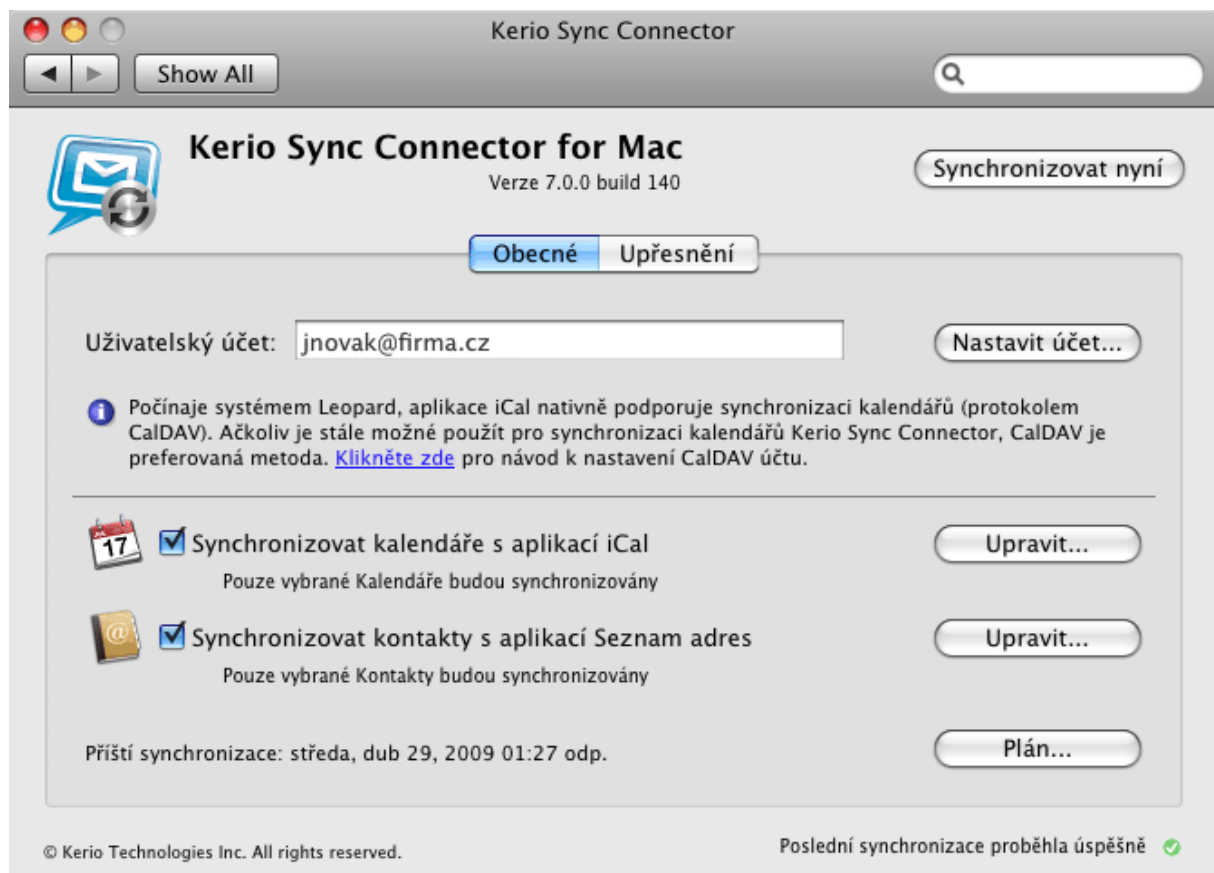 Kerio Sync Connector
Show All
Kerio Sync Connector for Mac
Verze 7.0.0 build 140
Synchronizovat nyní
Obecné Upřesnění
Uživatelský účet: jnovak@firma.cz Nastavit účet...
Počínaje systémem Leopard, aplikace iCal nativně podporuje synchronizaci kalendářů (protokolem
CalDAV). Ačkoliv je stále možné použít pro synchronizaci kalendářů Kerio Sync Connector, CalDAV je
preferovaná metoda. Klikněte zde pro návod k nastavení CalDAV účtu.
17
Synchronizovat kalendáře s aplikací iCal Upravit...
Pouze vybrané Kalendáře budou synchronizovány
@
Synchronizovat kontakty s aplikací Seznam adres Upravit...
Pouze vybrané Kontakty budou synchronizovány
Příští synchronizace: středa, dub 29, 2009 01:27 odp. Plán...
© Kerio Technologies Inc. All rights reserved. Poslední synchronizace proběhla úspěšně